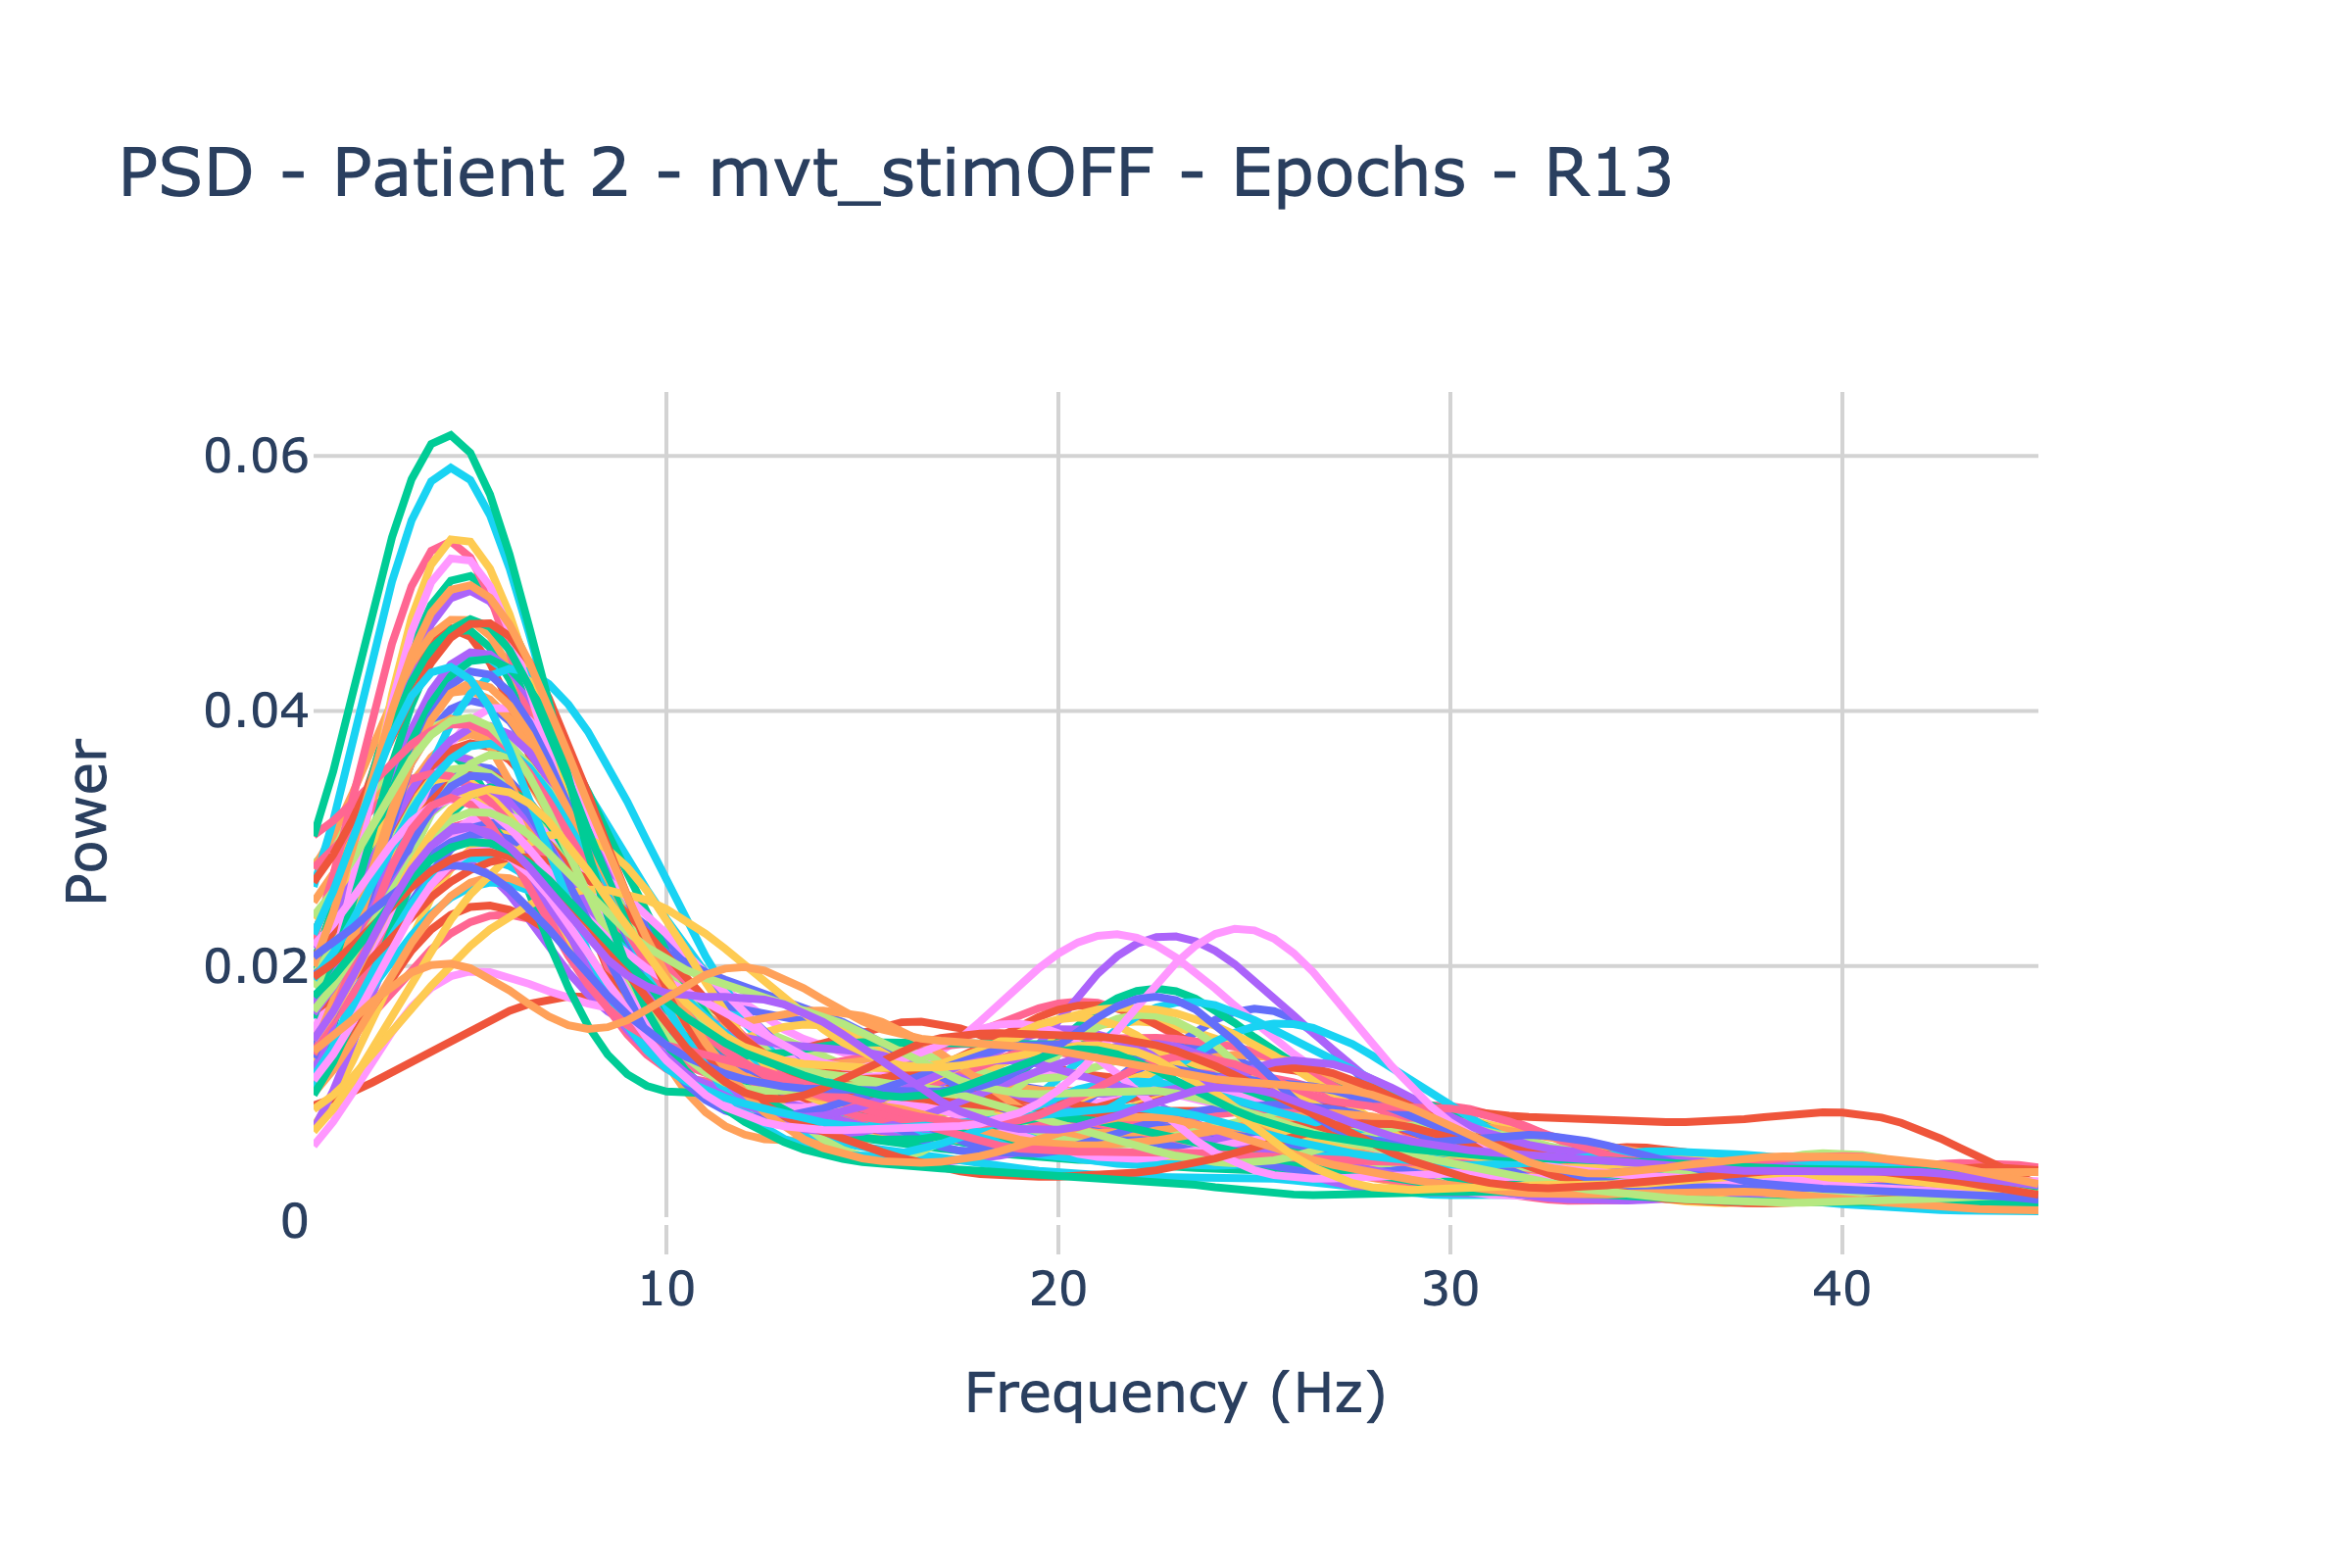 PSD - Patient 2 - mvt_stimOFF - Epochs - R13
0.06
0.04
0.02
0
Power
10 20 30 40
Frequency (Hz)